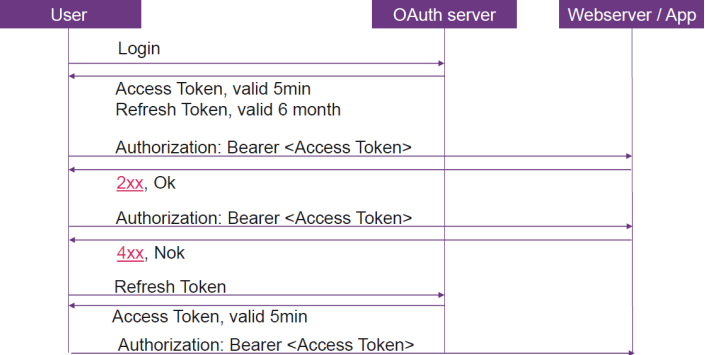 User
OAuth server
Webserver / App
Login
Access Token, valid 5min
Refresh Token, valid 6 month
Authorization: Bearer <Access Token>
2xx, Ok
Authorization: Bearer <Access Token>
4xx, Nok
Refresh Token
Access Token, valid 5min
Authorization: Bearer <Access Token>